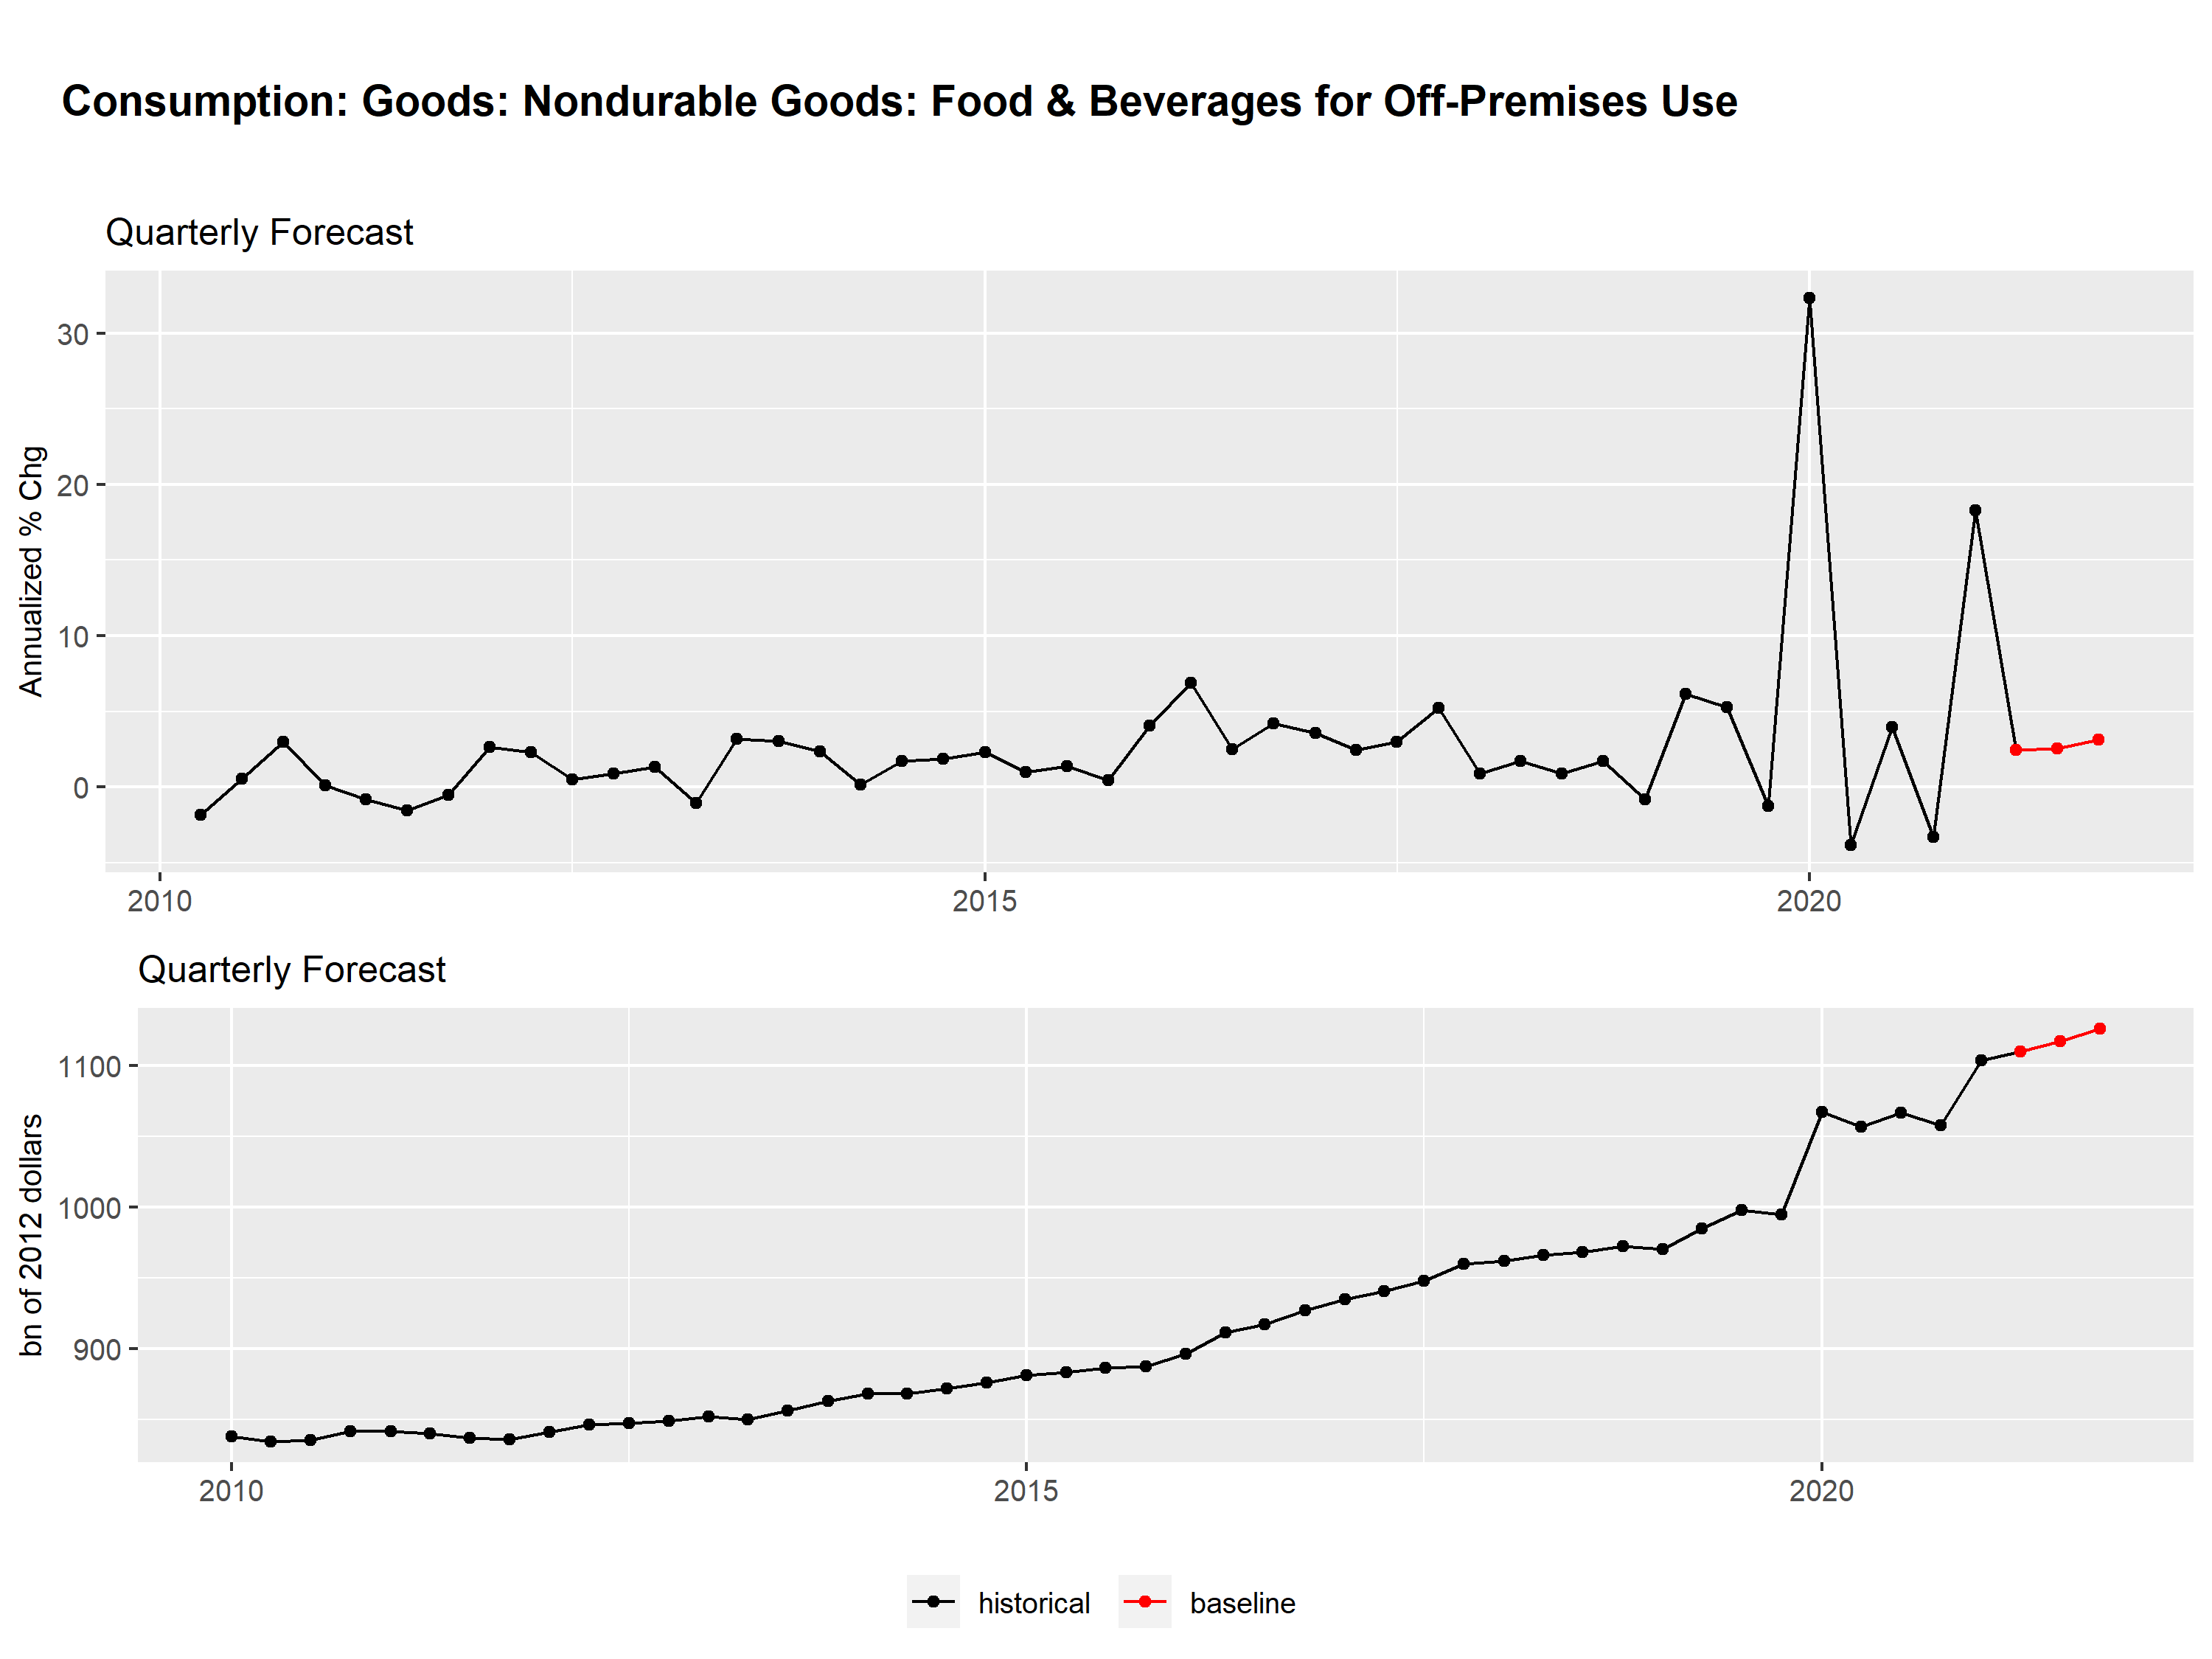 Consumption: Goods: Nondurable Goods: Food & Beverages for Off-Premises Use
Quarterly Forecast
Annualized % Chg
30
20
10
0
2010
2015
2020
Quarterly Forecast
bn of 2012 dollars
1100
1000
900
2010
2015
2020
historical
baseline